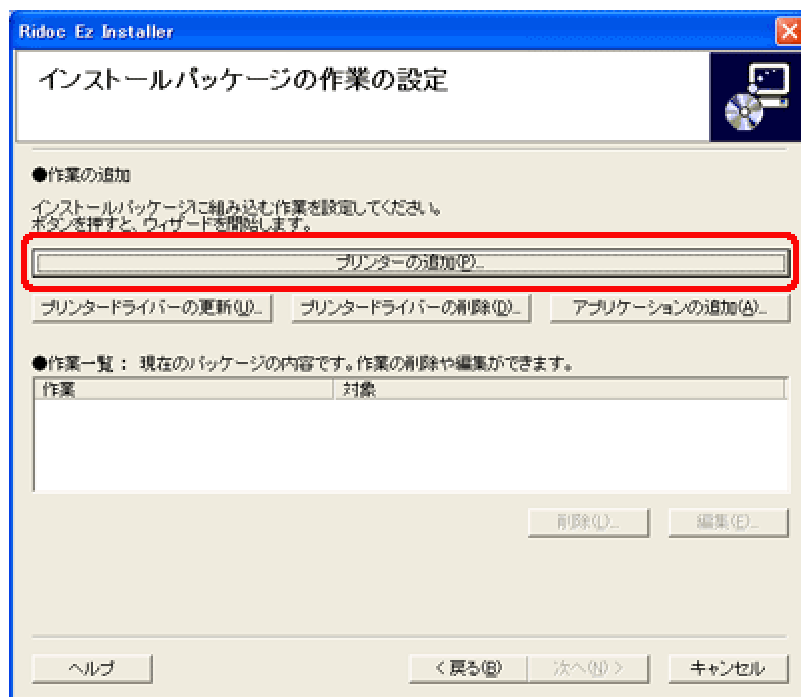 Ridoc Ez Installer
インストールパッケージの作業の設定
●作業の追加
インストールパッケージに組み込む作業を設定してください。
ボタンを押すと、ウィザードを開始します。
プリンターの追加(P)...
プリンタードライバーの更新(U)... プリンタードライバーの削除(D)... アプリケーションの追加(A)...
●作業一覧： 現在のパッケージの内容です。作業の削除や編集ができます。
作業 対象
削除(L)... 編集(E)...
ヘルプ < 戻る(B) 次へ(N) > キャンセル